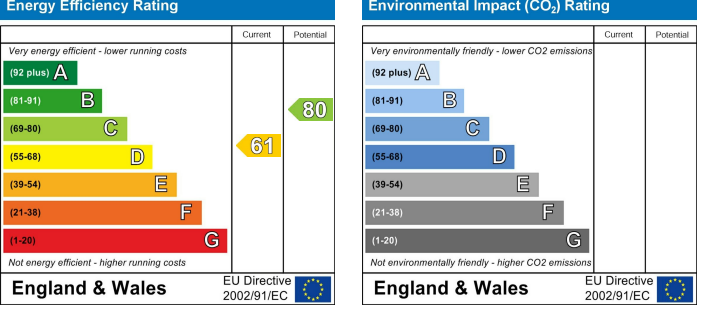 Energy Efficiency Rating
Current Potential
Very energy efficient - lower running costs
(92 plus) A
(81-91) B
(69-80) C
(55-68) D
(39-54) E
(21-38) F
(1-20) G
61
80
Not energy efficient - higher running costs
England & Wales
EU Directive
2002/91/EC
Environmental Impact (CO₂) Rating
Current Potential
Very environmentally friendly - lower CO2 emissions
(92 plus) A
(81-91) B
(69-80) C
(55-68) D
(39-54) E
(21-38) F
(1-20) G
Not environmentally friendly - higher CO2 emissions
England & Wales
EU Directive
2002/91/EC